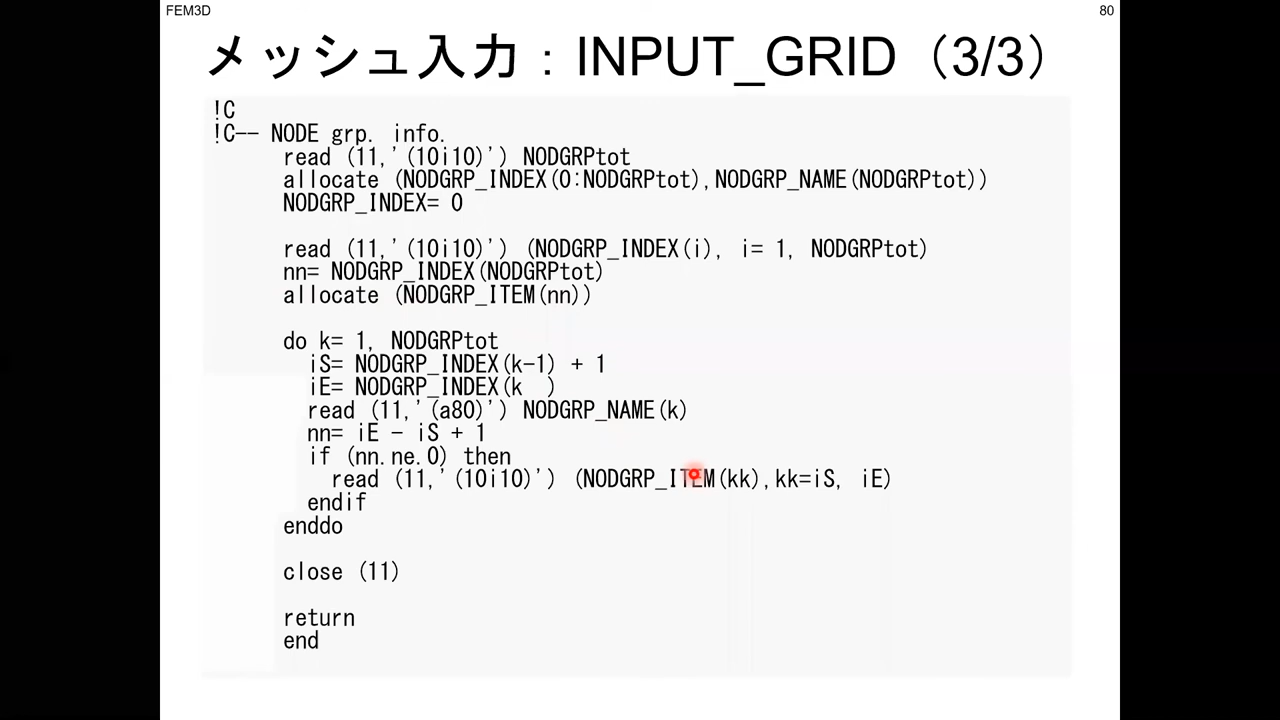 FEM3D
80
メッシュ入力：INPUT_GRID（3/3）
!C
!C-- NODE grp. info.
read (11,'(10i10)') NODGRPtot
allocate (NODGRP_INDEX(0:NODGRPtot),NODGRP_NAME(NODGRPtot))
NODGRP_INDEX= 0
read (11,'(10i10)') (NODGRP_INDEX(i), i= 1, NODGRPtot)
nn= NODGRP_INDEX(NODGRPtot)
allocate (NODGRP_ITEM(nn))
do k= 1, NODGRPtot
iS= NODGRP_INDEX(k-1) + 1
iE= NODGRP_INDEX(k  )
read (11,'(a80)') NODGRP_NAME(k)
nn= iE - iS + 1
if (nn.ne.0) then
read (11,'(10i10)') (NODGRP_ITEM(kk),kk=iS, iE)
endif
enddo
close (11)
return
end